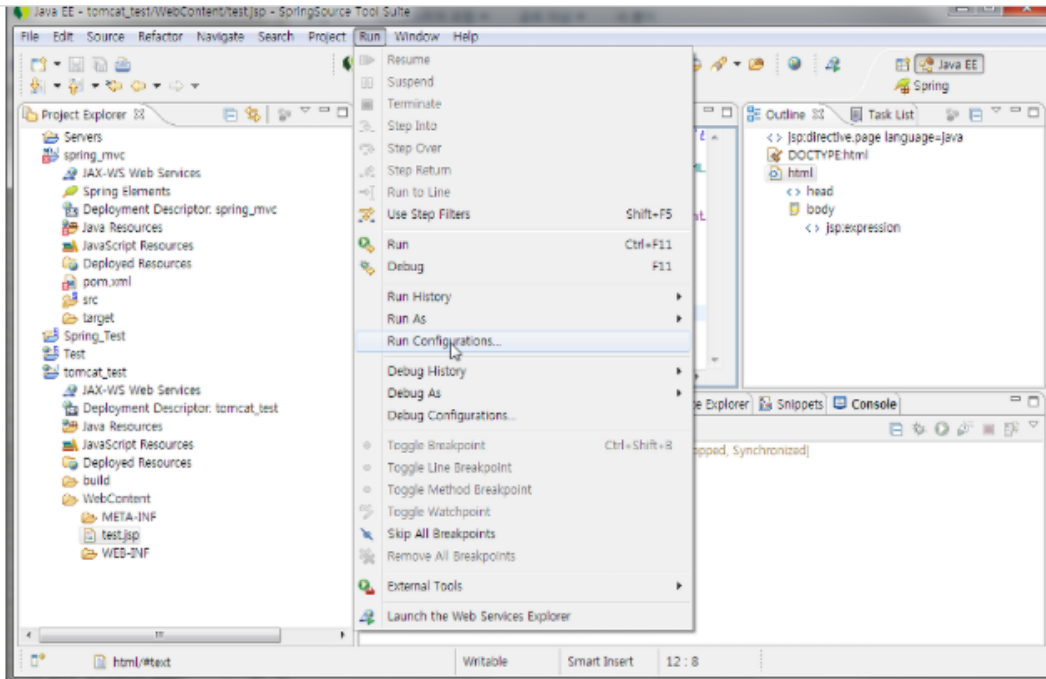 Java EE - tomcat_test/WebContent/test.jsp - SpringSource Tool Suite
File Edit Source Refactor Navigate Search Project Run Window Help
Java EE
Spring
Project Explorer
Servers
spring_mvc
JAX-WS Web Services
Spring Elements
Deployment Descriptor: spring_mvc
Java Resources
JavaScript Resources
Deployed Resources
pom.xml
src
target
Spring_Test
Test
tomcat_test
JAX-WS Web Services
Deployment Descriptor: tomcat_test
Java Resources
JavaScript Resources
Deployed Resources
build
WebContent
META-INF
test.jsp
WEB-INF
Resume
Suspend
Terminate
Step Into
Step Over
Step Return
Run to Line
Use Step Filters Shift+F5
Run Ctrl+F11
Debug F11
Run History
Run As
Run Configurations...
Debug History
Debug As
Debug Configurations...
Toggle Breakpoint Ctrl+Shift+B
Toggle Line Breakpoint
Toggle Method Breakpoint
Toggle Watchpoint
Skip All Breakpoints
Remove All Breakpoints
External Tools
Launch the Web Services Explorer
Outline Task List
jsp:directive.page language=java
DOCTYPE:html
html
head
body
jsp:expression
e Explorer Snippets Console
opped, Synchronized]
html/#text Writable Smart Insert 12 : 8